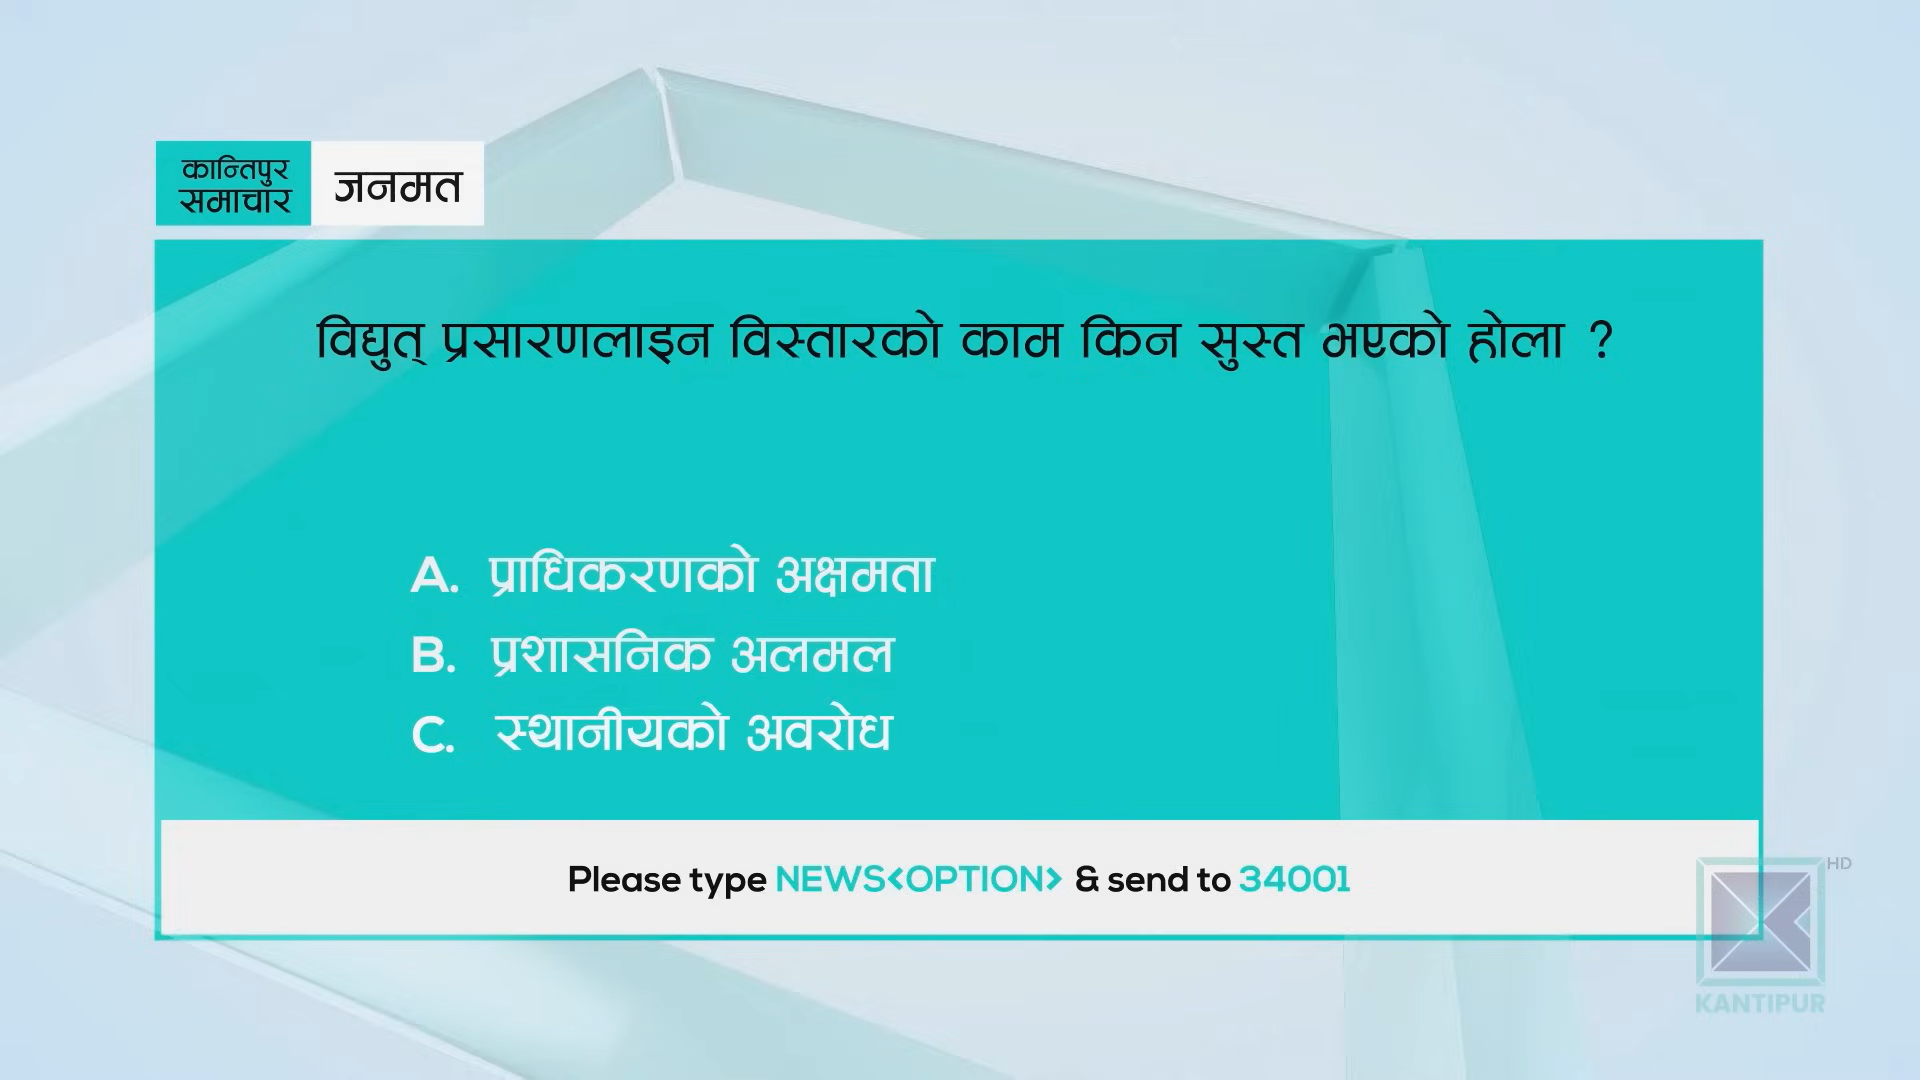 कान्तिपुर
समाचार
जनमत
विद्युत् प्रसारणलाइन विस्तारको काम किन सुस्त भएको होला ?
A. प्राधिकरणको अक्षमता
B. प्रशासनिक अलमल
C. स्थानीयको अवरोध
Please type NEWS<OPTION> & send to 34001
HD
KANTIPUR